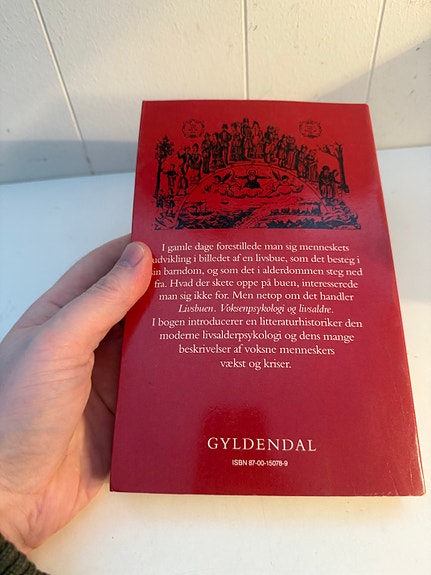 I gamle dage forestillede man sig menneskets
udvikling i billedet af en livsbue, som det besteg i
sin barndom, og som det i alderdommen steg ned
fra. Hvad der skete oppe på buen, interesserede
man sig ikke for. Men netop om det handler
Livsbuen. Voksenpsykologi og livsaldre.
I bogen introducerer en litteraturhistoriker den
moderne livsalderpsykologi og dens mange
beskrivelser af voksne menneskers
vækst og kriser.
GYLDENDAL
ISBN 87-00-15078-9